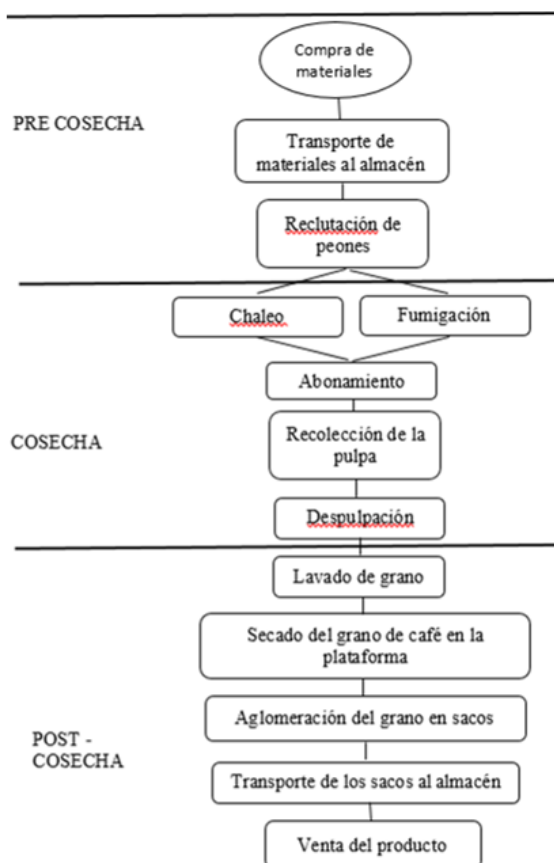 Compra de
materiales
PRE COSECHA
Transporte de
materiales al almacén
Reclutación de
peones
Chaleo
Fumigación
Abonamiento
COSECHA
Recolección de la
pulpa
Despulpación
Lavado de grano
Secado del grano de café en la
plataforma
Aglomeración del grano en sacos
POST -
COSECHA
Transporte de los sacos al almacén
Venta del producto